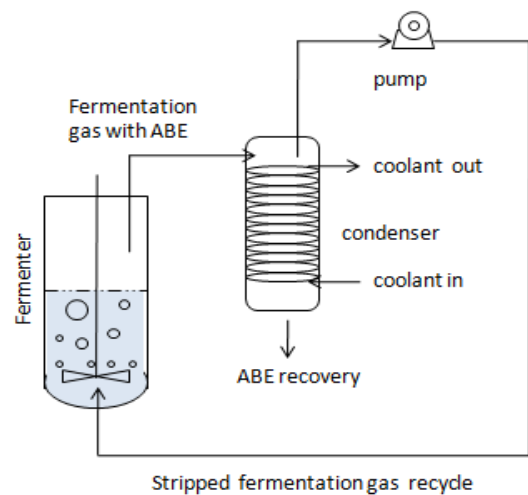 pump
Fermentation
gas with ABE
coolant out
condenser
coolant in
Fermenter
ABE recovery
Stripped fermentation gas recycle